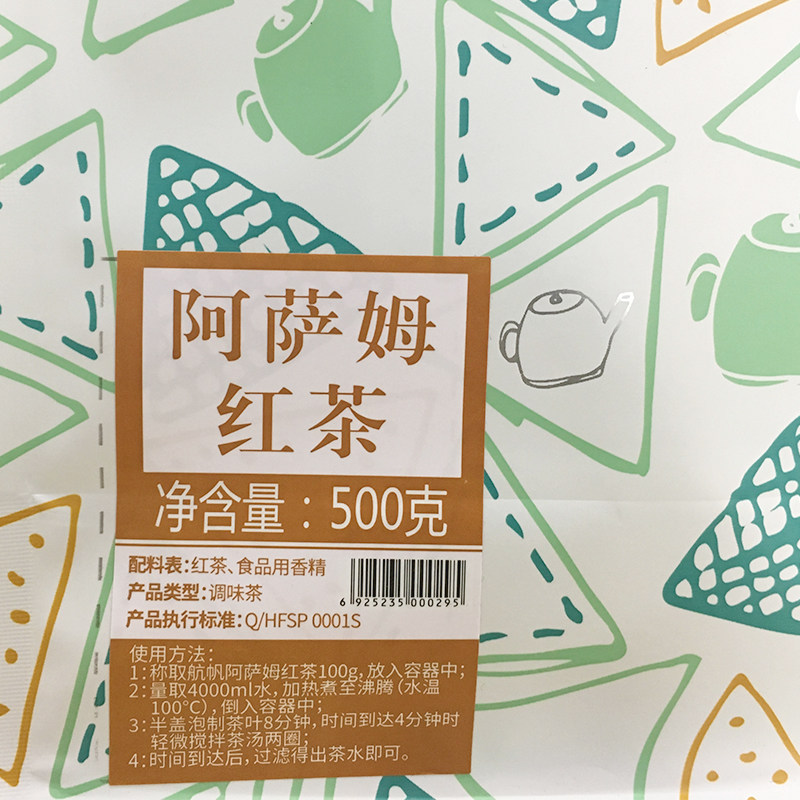 阿萨姆
红茶
净含量：500克
配料表：红茶、食品用香精
产品类型：调味茶
产品执行标准：Q/HFSP 0001S
6 925235 000295
使用方法：
1：称取航帆阿萨姆红茶100g，放入容器中；
2：量取4000ml水，加热煮至沸腾（水温
100℃），倒入容器中；
3：半盖泡制茶叶8分钟，时间到达4分钟时
轻微搅拌茶汤两圈；
4：时间到达后，过滤得出茶水即可。